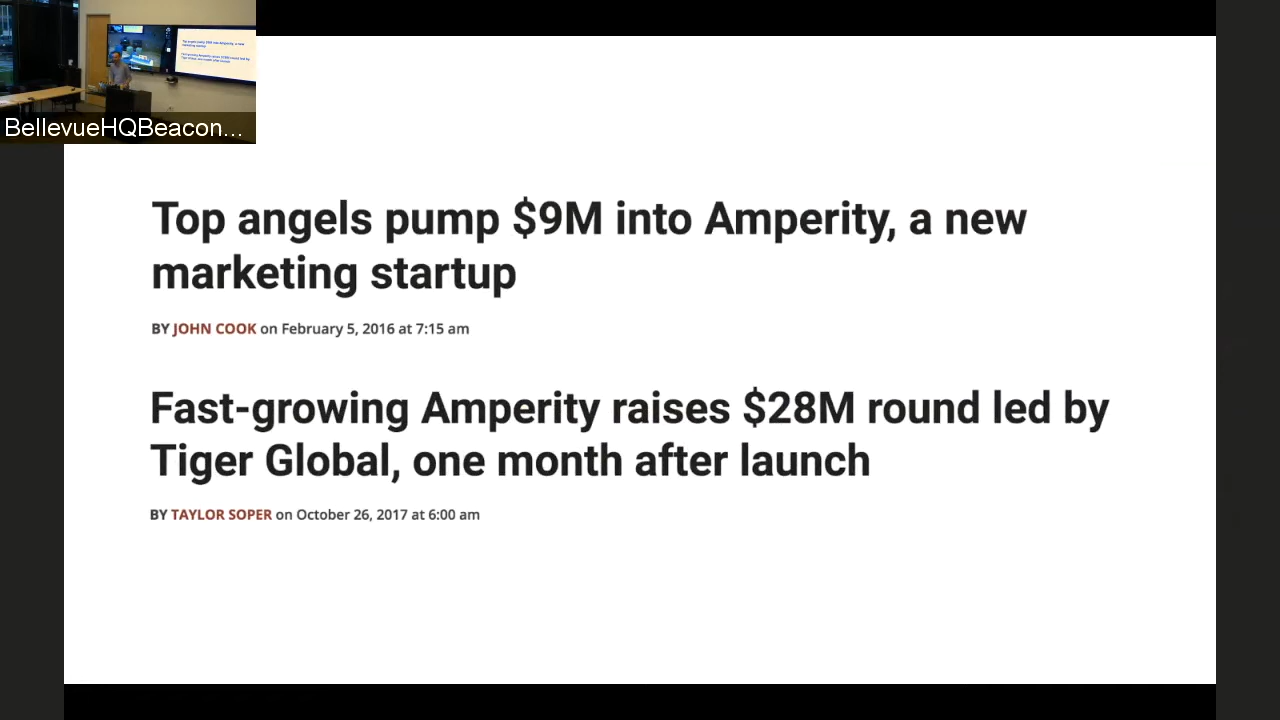 BellevueHQBeacon...
Top angels pump $9M into Amperity, a new
marketing startup
BY JOHN COOK on February 5, 2016 at 7:15 am
Fast-growing Amperity raises $28M round led by
Tiger Global, one month after launch
BY TAYLOR SOPER on October 26, 2017 at 6:00 am